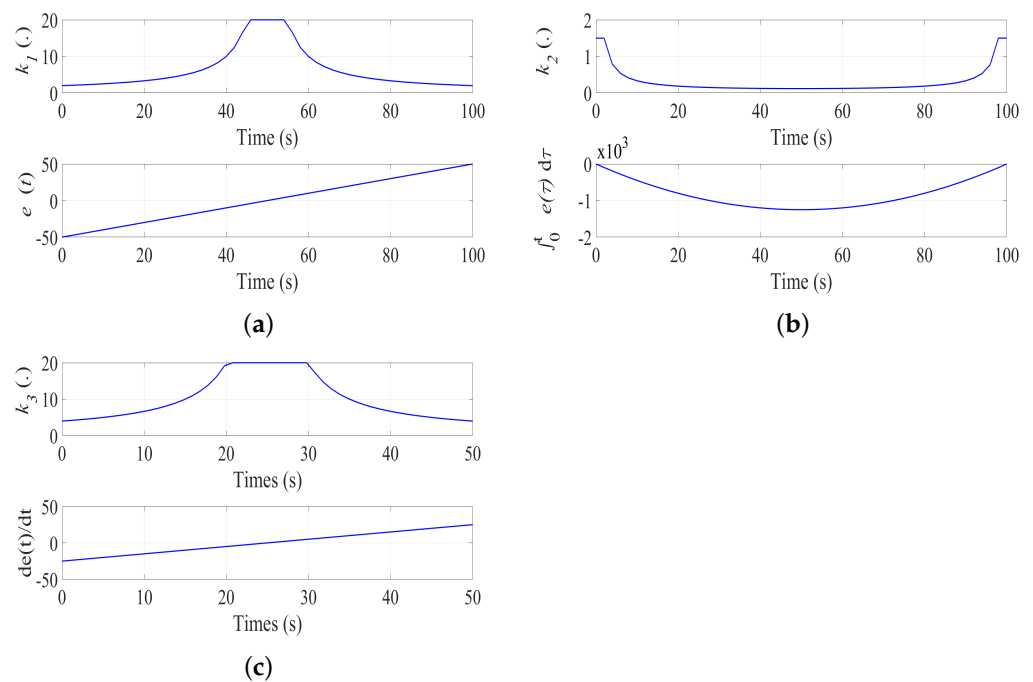 k1 (.)
20
10
0
0 20 40 60 80 100
Time (s)
e (t)
50
0
-50
0 20 40 60 80 100
Time (s)
(a)
k2 (.)
2
1
0
0 20 40 60 80 100
Time (s)
x10³
∫₀ᵗ e(τ) dτ
0
-1
-2
0 20 40 60 80 100
Time (s)
(b)
k3 (.)
20
10
0
0 10 20 30 40 50
Times (s)
de(t)/dt
50
0
-50
0 10 20 30 40 50
Times (s)
(c)